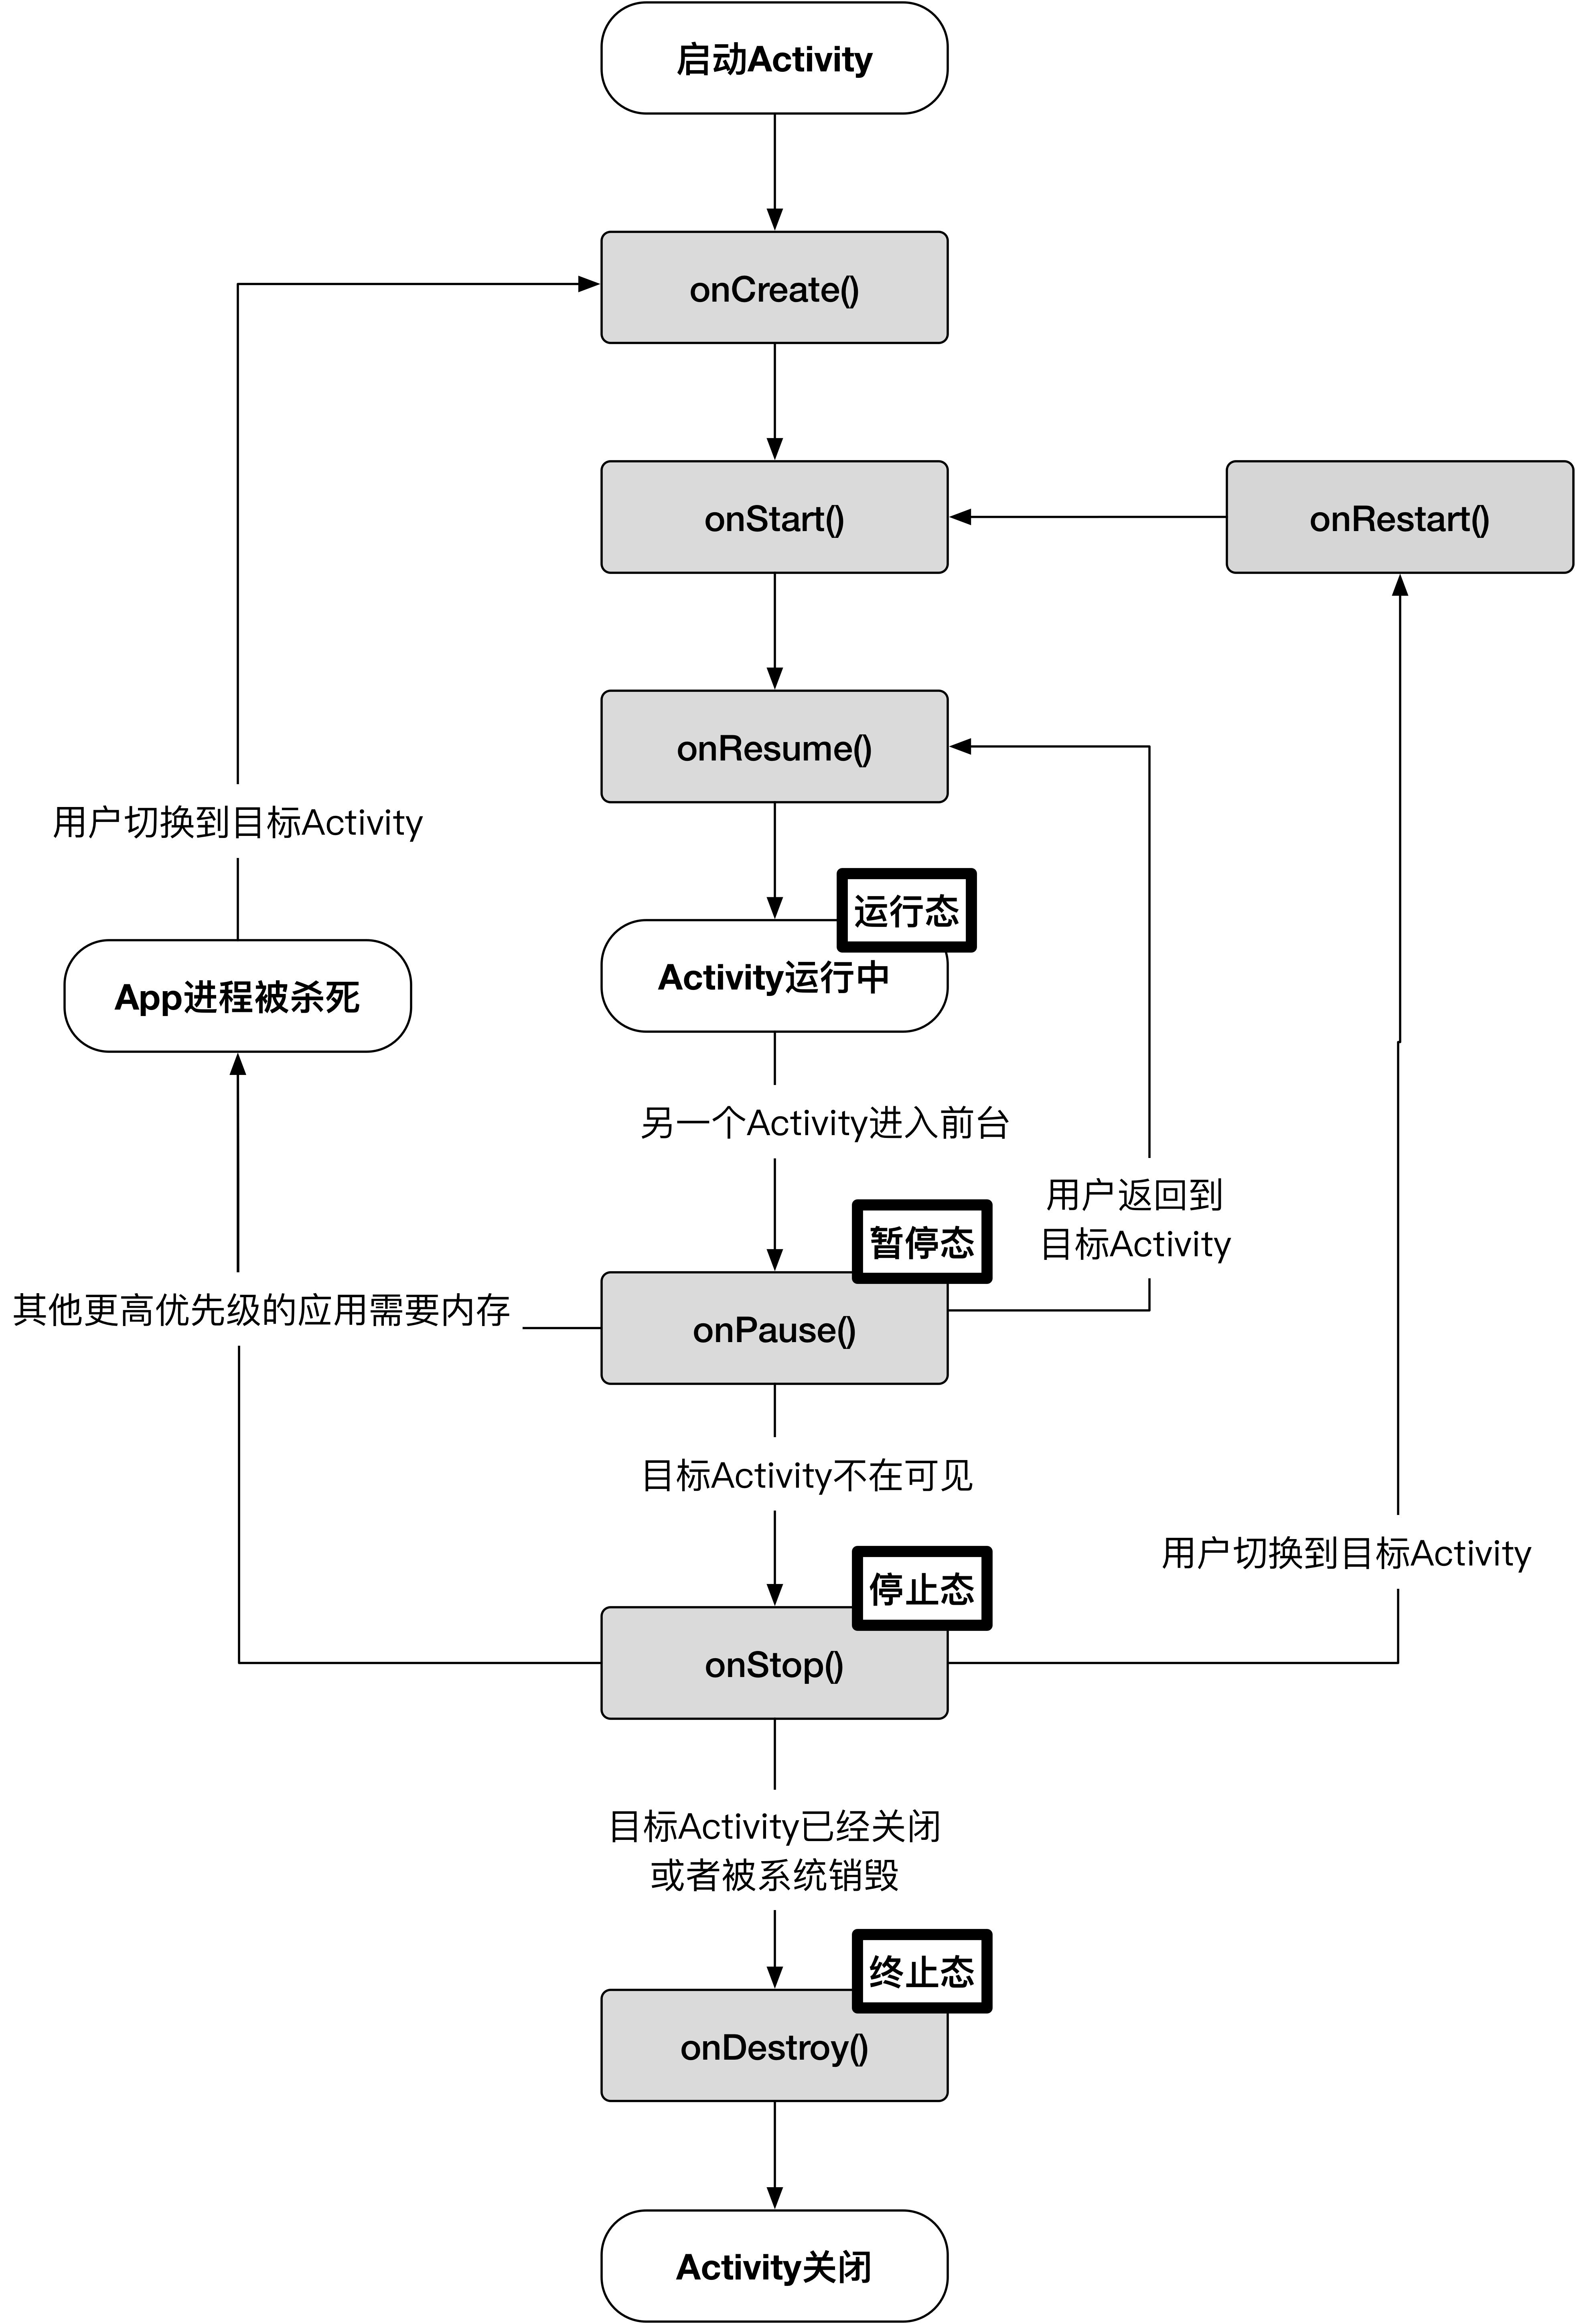 启动Activity
onCreate()
onStart()
onRestart()
onResume()
用户切换到目标Activity
运行态
Activity运行中
App进程被杀死
另一个Activity进入前台
用户返回到
目标Activity
暂停态
其他更高优先级的应用需要内存
onPause()
目标Activity不在可见
用户切换到目标Activity
停止态
onStop()
目标Activity已经关闭
或者被系统销毁
终止态
onDestroy()
Activity关闭